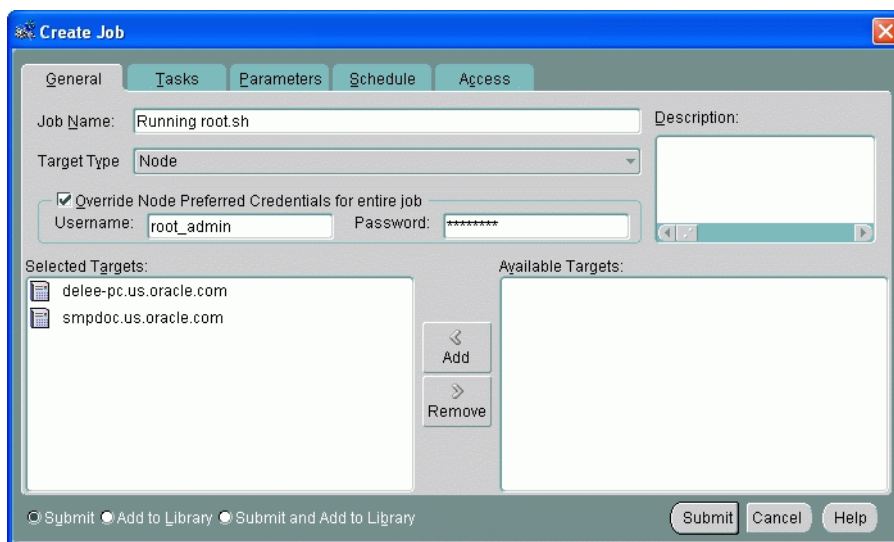 Create Job
General Tasks Parameters Schedule Access
Job Name: Running root.sh
Description:
Target Type Node
Override Node Preferred Credentials for entire job
Username: root_admin Password: ********
Selected Targets:
Available Targets:
delee-pc.us.oracle.com
smpdoc.us.oracle.com
Add
Remove
Submit Add to Library Submit and Add to Library
Submit Cancel Help